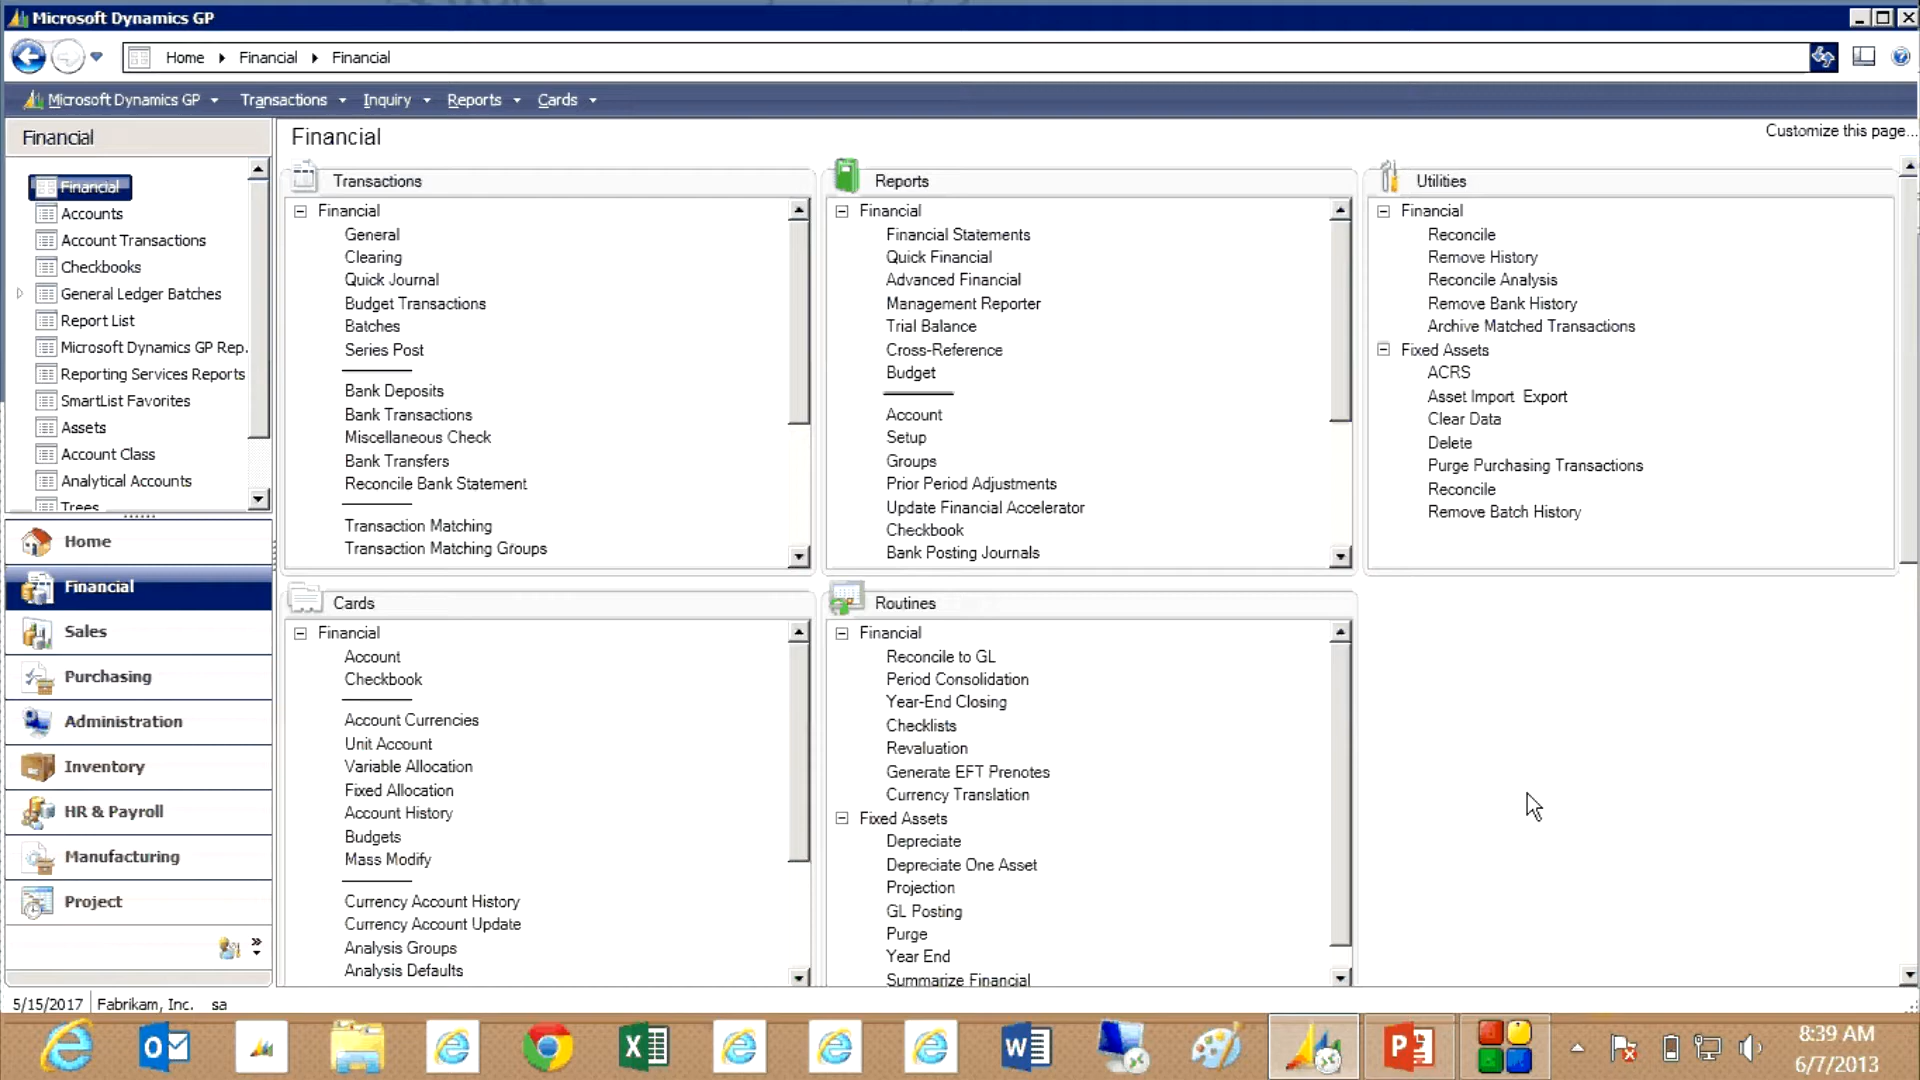 Microsoft Dynamics GP
Home Financial Financial
Microsoft Dynamics GP Transactions Inquiry Reports Cards
Financial
Financial
Accounts
Account Transactions
Checkbooks
General Ledger Batches
Report List
Microsoft Dynamics GP Rep.
Reporting Services Reports
SmartList Favorites
Assets
Account Class
Analytical Accounts
Trees
Home
Financial
Sales
Purchasing
Administration
Inventory
HR & Payroll
Manufacturing
Project
Financial
Customize this page...
Transactions
Financial
General
Clearing
Quick Journal
Budget Transactions
Batches
Series Post
Bank Deposits
Bank Transactions
Miscellaneous Check
Bank Transfers
Reconcile Bank Statement
Transaction Matching
Transaction Matching Groups
Reports
Financial
Financial Statements
Quick Financial
Advanced Financial
Management Reporter
Trial Balance
Cross-Reference
Budget
Account
Setup
Groups
Prior Period Adjustments
Update Financial Accelerator
Checkbook
Bank Posting Journals
Utilities
Financial
Reconcile
Remove History
Reconcile Analysis
Remove Bank History
Archive Matched Transactions
Fixed Assets
ACRS
Asset Import Export
Clear Data
Delete
Purge Purchasing Transactions
Reconcile
Remove Batch History
Cards
Financial
Account
Checkbook
Account Currencies
Unit Account
Variable Allocation
Fixed Allocation
Account History
Budgets
Mass Modify
Currency Account History
Currency Account Update
Analysis Groups
Analysis Defaults
Routines
Financial
Reconcile to GL
Period Consolidation
Year-End Closing
Checklists
Revaluation
Generate EFT Prenotes
Currency Translation
Fixed Assets
Depreciate
Depreciate One Asset
Projection
GL Posting
Purge
Year End
Summarize Financial
5/15/2017 Fabrikam, Inc. sa
8:39 AM
6/7/2013